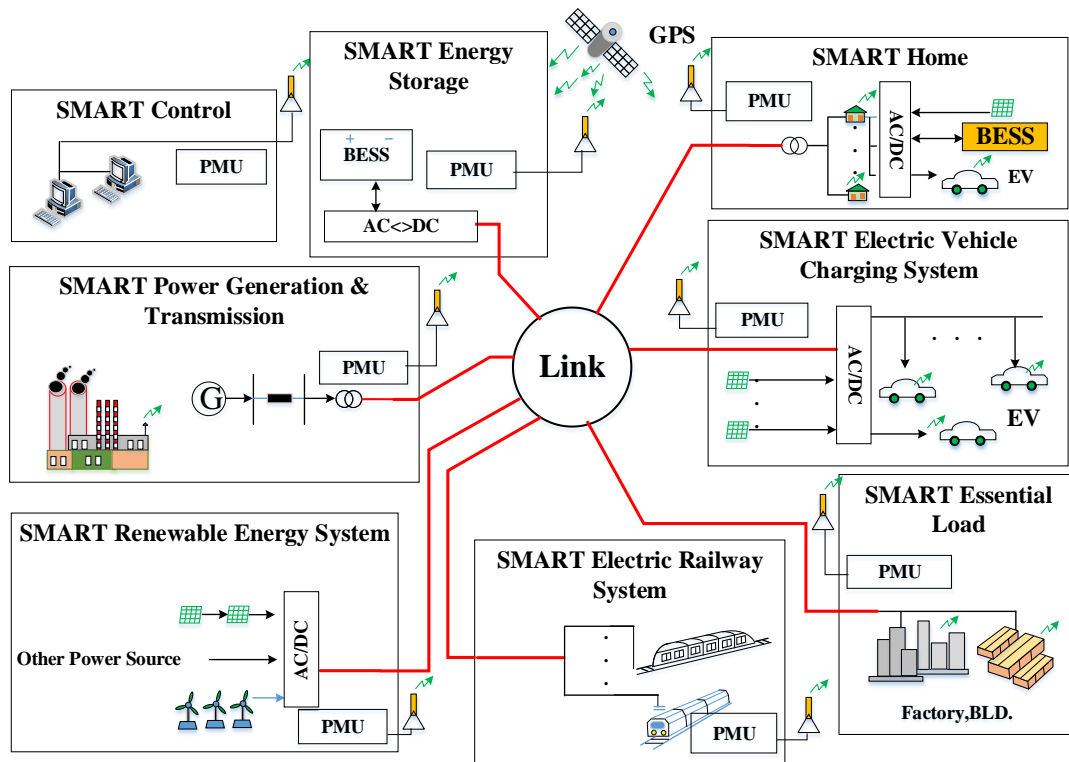 SMART Control
PMU
SMART Energy
Storage
+ −
BESS
PMU
AC<>DC
GPS
SMART Home
PMU
AC/DC
BESS
EV
SMART Power Generation &
Transmission
PMU
G
Link
SMART Electric Vehicle
Charging System
PMU
AC/DC
EV
SMART Renewable Energy System
AC/DC
Other Power Source
PMU
SMART Electric Railway
System
PMU
SMART Essential
Load
PMU
Factory,BLD.